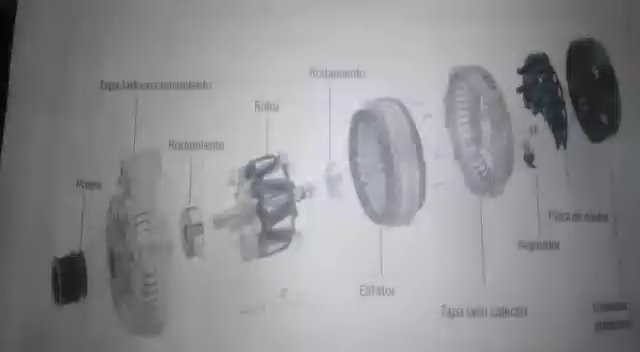 Rodamiento
Tapa lado accionamiento
Rotor
Rodamiento
Polea
Placa de diodos
Regulador
Estator
Tapa lado colector